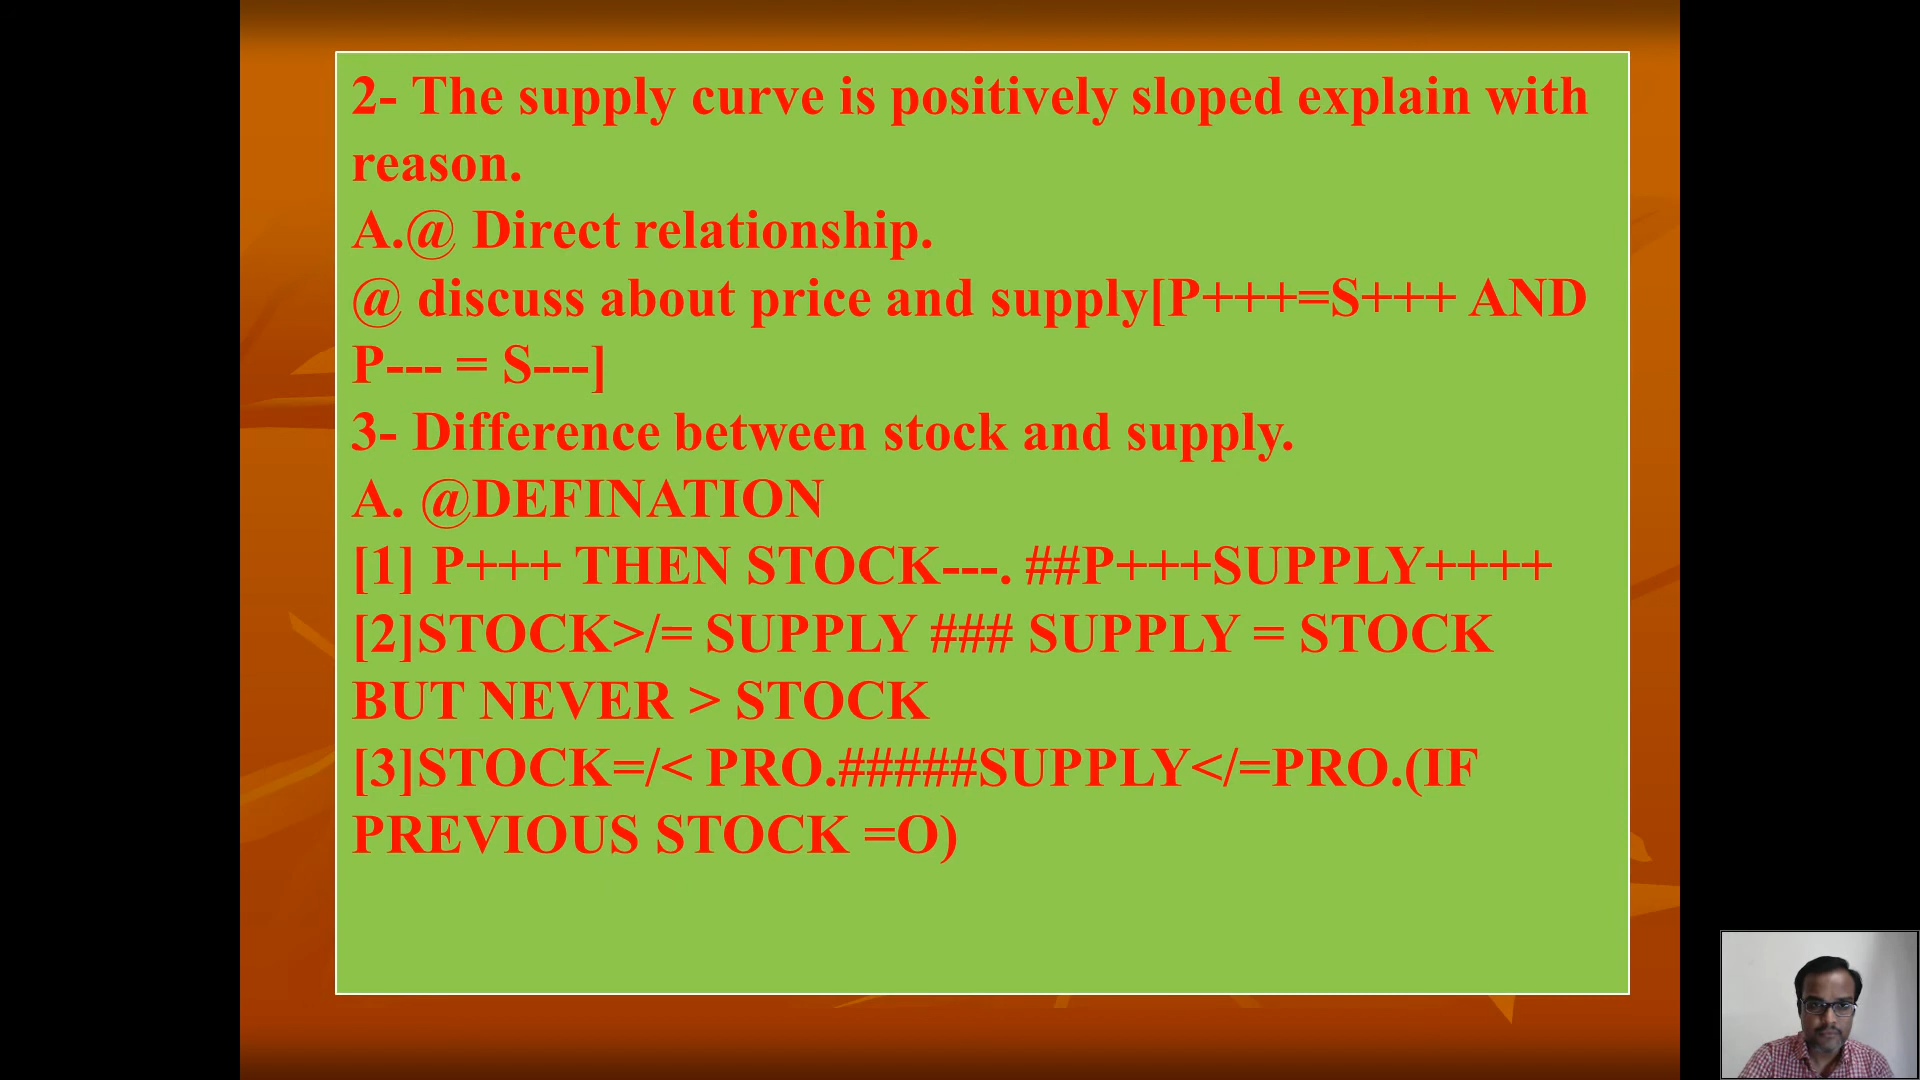 2- The supply curve is positively sloped explain with
reason.
A.@ Direct relationship.
@ discuss about price and supply[P+++=S+++ AND
P--- = S---]
3- Difference between stock and supply.
A. @DEFINATION
[1] P+++ THEN STOCK---. ##P+++SUPPLY++++
[2]STOCK>/= SUPPLY ### SUPPLY = STOCK
BUT NEVER > STOCK
[3]STOCK=/< PRO.#####SUPPLY</=PRO.(IF
PREVIOUS STOCK =O)